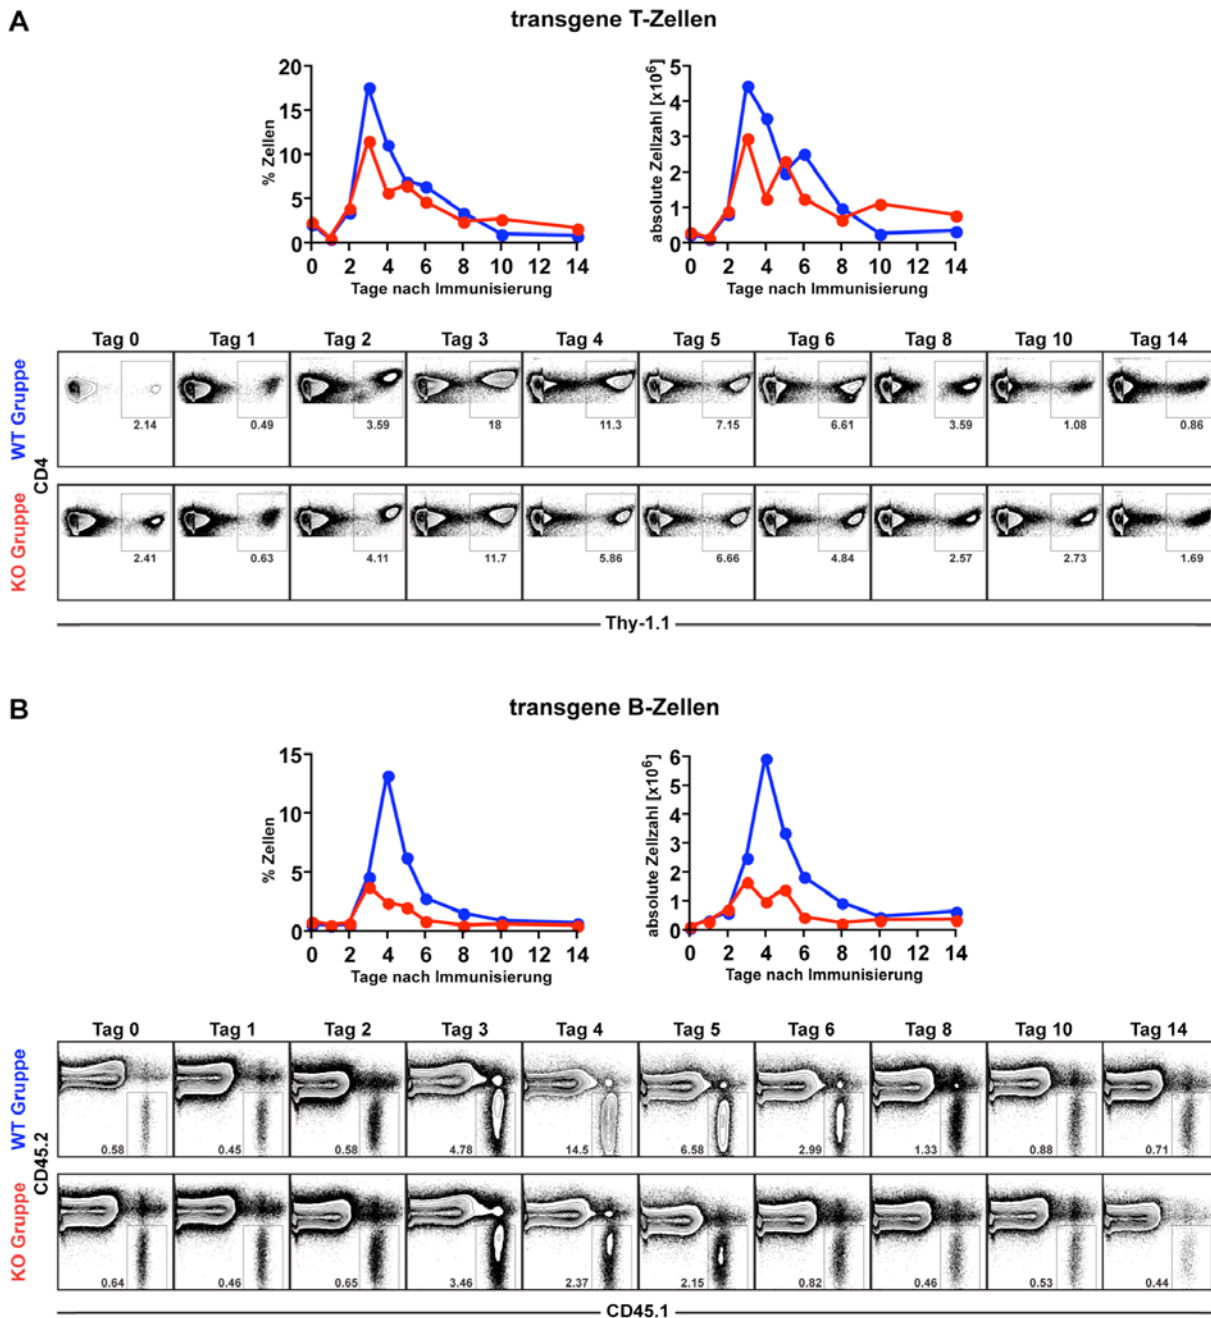 A
transgene T-Zellen
% Zellen
20
15
10
5
0
0 2 4 6 8 10 12 14
Tage nach Immunisierung
absolute Zellzahl [x10⁶]
5
4
3
2
1
0
0 2 4 6 8 10 12 14
Tage nach Immunisierung
Tag 0 Tag 1 Tag 2 Tag 3 Tag 4 Tag 5 Tag 6 Tag 8 Tag 10 Tag 14
WT Gruppe
2.14 0.49 3.59 18 11.3 7.15 6.61 3.59 1.08 0.86
CD4
KO Gruppe
2.41 0.63 4.11 11.7 5.86 6.66 4.84 2.57 2.73 1.69
Thy-1.1
B
transgene B-Zellen
% Zellen
15
10
5
0
0 2 4 6 8 10 12 14
Tage nach Immunisierung
absolute Zellzahl [x10⁶]
6
5
4
3
2
1
0
0 2 4 6 8 10 12 14
Tage nach Immunisierung
Tag 0 Tag 1 Tag 2 Tag 3 Tag 4 Tag 5 Tag 6 Tag 8 Tag 10 Tag 14
WT Gruppe
0.58 0.45 0.58 4.78 14.5 6.58 2.99 1.33 0.88 0.71
CD45.2
KO Gruppe
0.64 0.46 0.65 3.46 2.37 2.15 0.82 0.46 0.53 0.44
CD45.1